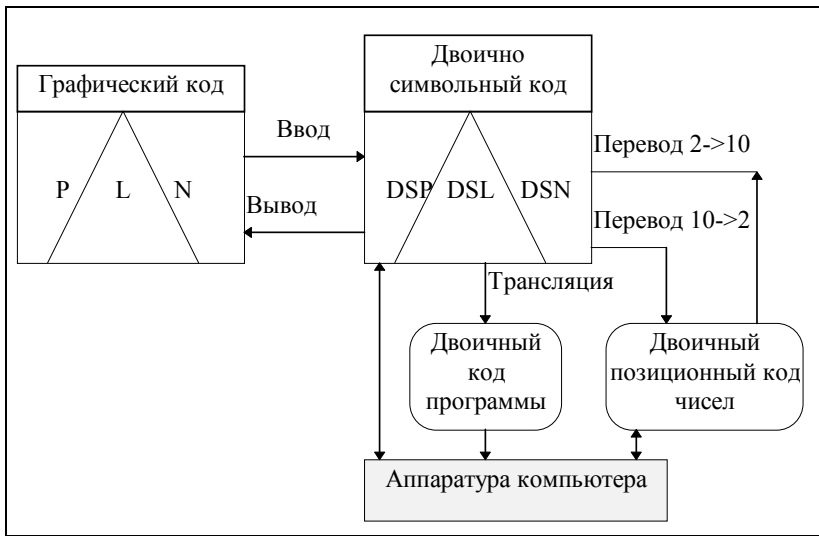 Графический код
Двоично
символьный код
Ввод
Вывод
P L N
DSP DSL DSN
Перевод 2->10
Перевод 10->2
Трансляция
Двоичный
код
программы
Двоичный
позиционный код
чисел
Аппаратура компьютера